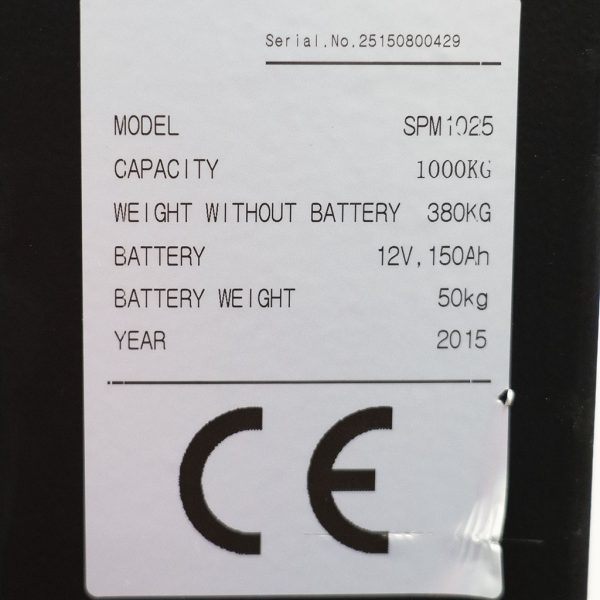 Serial.No.25150800429
MODEL SPM1025
CAPACITY 1000KG
WEIGHT WITHOUT BATTERY 380KG
BATTERY 12V,150Ah
BATTERY WEIGHT 50kg
YEAR 2015
CE